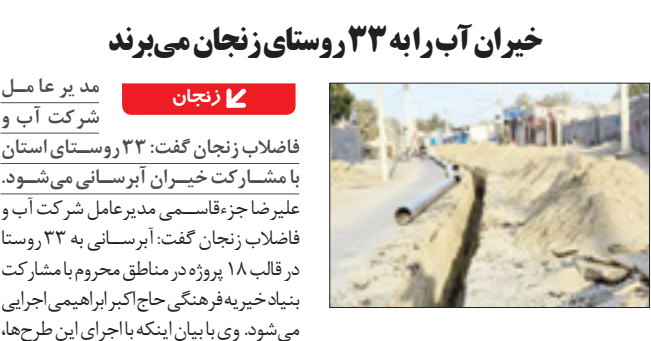 خیران آب را به ۳۳ روستای زنجان می‌برند
زنجان
مدیرعامل
شرکت آب و
فاضلاب زنجان گفت: ۳۳ روستای استان
با مشارکت خیران آبرسانی می‌شود.
علیرضا جزءقاسمی مدیرعامل شرکت آب و
فاضلاب زنجان گفت: آبرسانی به ۳۳ روستا
در قالب ۱۸ پروژه در مناطق محروم با مشارکت
بنیاد خیریه فرهنگی حاج اکبر ابراهیمی اجرایی
می‌شود. وی با بیان اینکه با اجرای این طرح‌ها،